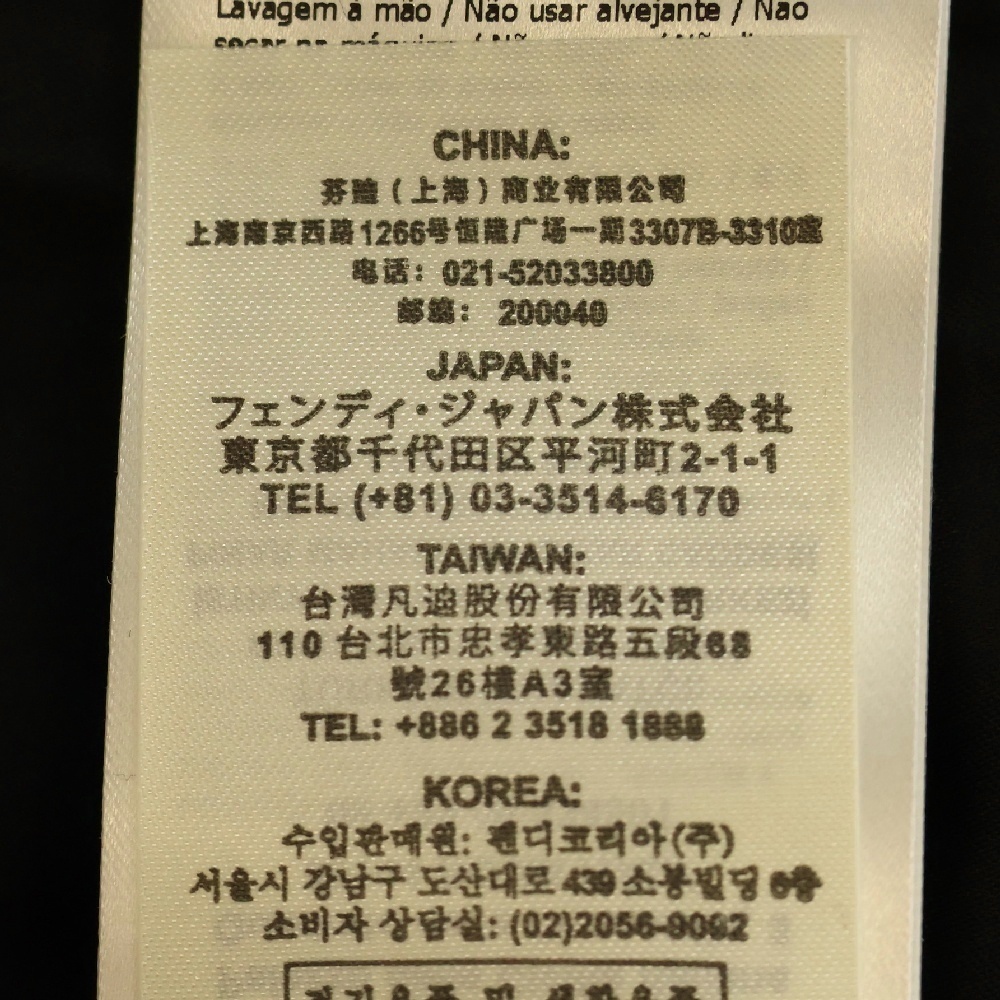 Lavagem à mão / Não usar alvejante / Não
CHINA:
芬迪（上海）商业有限公司
上海南京西路1266号恒隆广场一期3307B-3310室
电话：021-52033800
邮编：200040
JAPAN:
フェンディ・ジャパン株式会社
東京都千代田区平河町2-1-1
TEL (+81) 03-3514-6170
TAIWAN:
台灣凡迪股份有限公司
110 台北市忠孝東路五段68
號26樓A3室
TEL: +886 2 3518 1888
KOREA:
수입판매원: 펜디코리아(주)
서울시 강남구 도산대로 439 소봉빌딩 6층
소비자 상담실: (02)2056-9092